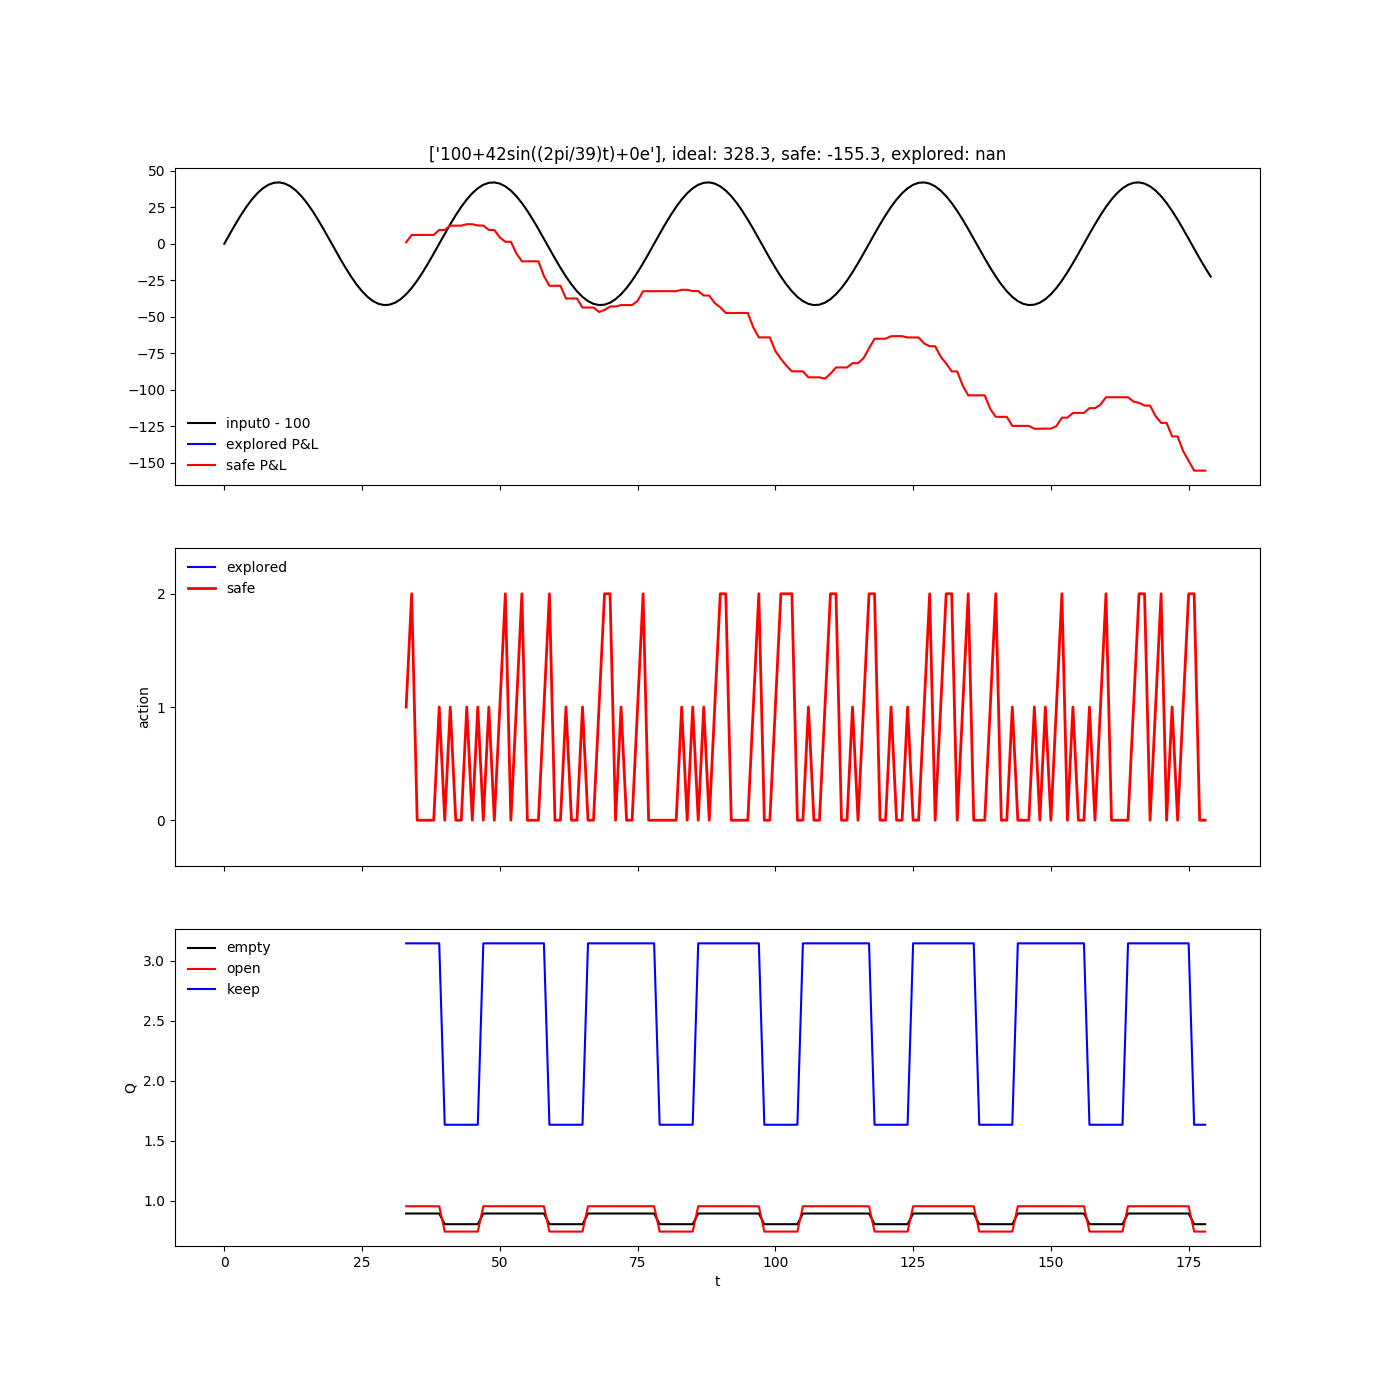 ['100+42sin((2pi/39)t)+0e'], ideal: 328.3, safe: -155.3, explored: nan
50
25
0
−25
−50
−75
−100
−125
−150
input0 - 100
explored P&L
safe P&L
explored
safe
2
1
0
action
empty
open
keep
3.0
2.5
2.0
1.5
1.0
Q
0 25 50 75 100 125 150 175
t